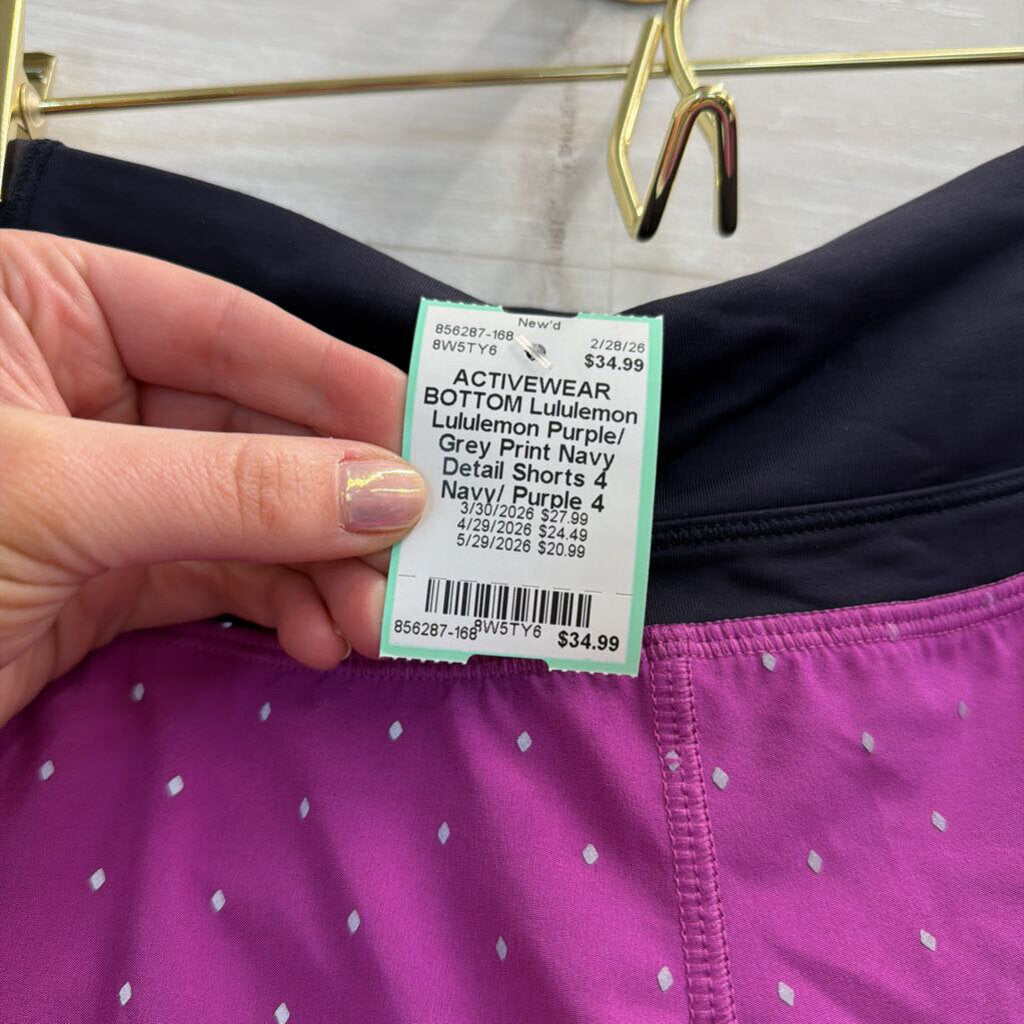 New'd
856287-168 2/28/26
8W5TY6 $34.99
ACTIVEWEAR
BOTTOM Lululemon
Lululemon Purple/
Grey Print Navy
Detail Shorts 4
Navy/ Purple 4
3/30/2026 $27.99
4/29/2026 $24.49
5/29/2026 $20.99
856287-168 8W5TY6 $34.99